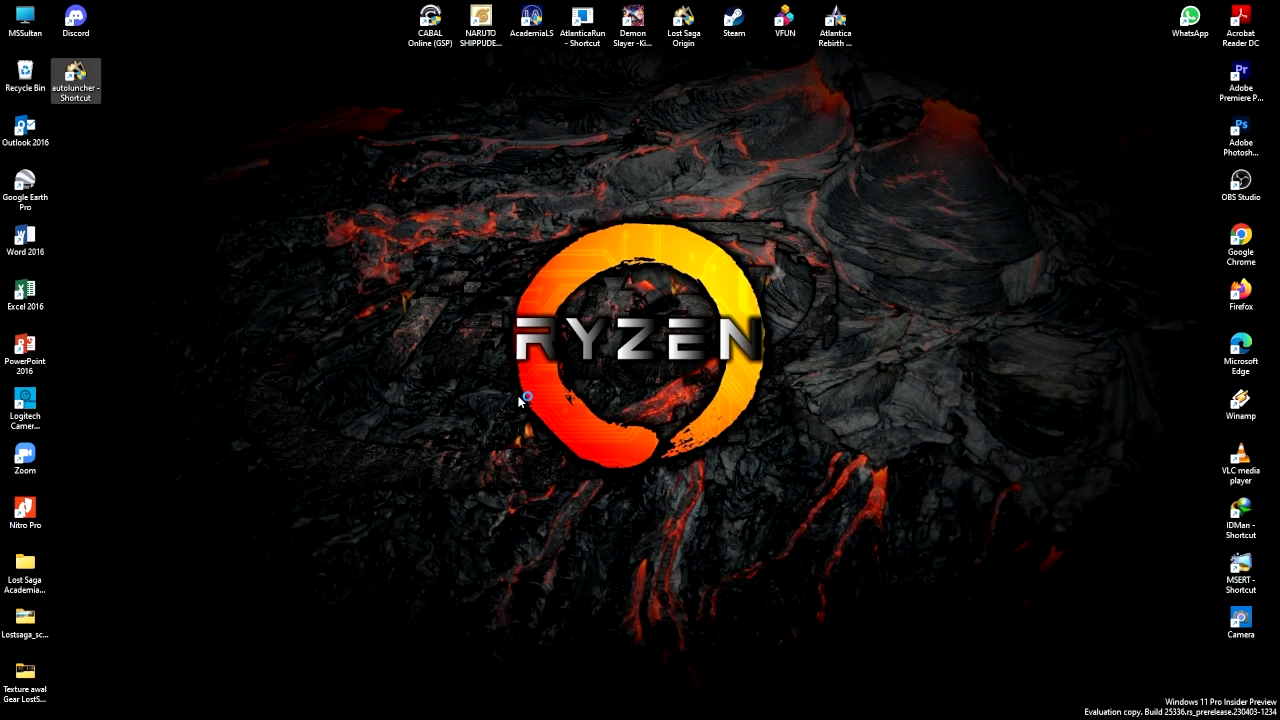 MSSultan
Discord
CABAL
Online (GSP)
NARUTO
SHIPPUDE...
AcademiaLS
AtlanticaRun
- Shortcut
Demon
Slayer -Ki...
Lost Saga
Origin
Steam
VFUN
Atlantica
Rebirth ...
WhatsApp
Acrobat
Reader DC
Recycle Bin
autoluncher -
Shortcut
Adobe
Premiere P...
Outlook 2016
Adobe
Photosh...
Google Earth
Pro
OBS Studio
Word 2016
Google
Chrome
Excel 2016
Firefox
RYZEN
PowerPoint
2016
Microsoft
Edge
Logitech
Camer...
Winamp
Zoom
VLC media
player
Nitro Pro
IDMan -
Shortcut
Lost Saga
Academia...
MSERT -
Shortcut
Lostsaga_sc...
Camera
Texture awal
Gear LostS...
Windows 11 Pro Insider Preview
Evaluation copy. Build 25336.rs_prerelease.230403-1234